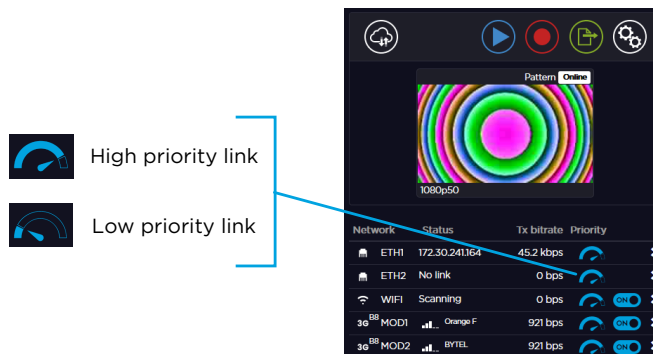 High priority link
Low priority link
Pattern Online
1080p50
Network Status Tx bitrate Priority
ETH1 172.30.241.164 45.2 kbps
ETH2 No link 0 bps
WIFI Scanning 0 bps ON
3G B8 MOD1 Orange F 921 bps ON
3G B8 MOD2 BYTEL 921 bps ON